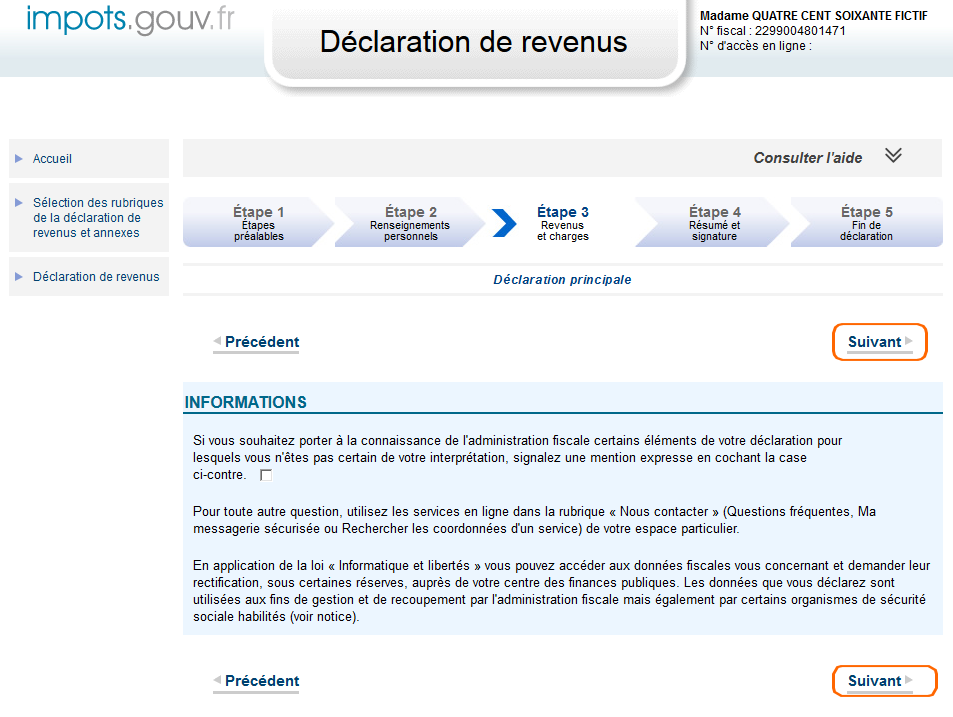 impots.gouv.fr
Déclaration de revenus
Madame QUATRE CENT SOIXANTE FICTIF
N° fiscal : 2299004801471
N° d'accès en ligne :
Accueil
Sélection des rubriques
de la déclaration de
revenus et annexes
Déclaration de revenus
Consulter l'aide
Étape 1
Étapes
préalables
Étape 2
Renseignements
personnels
Étape 3
Revenus
et charges
Étape 4
Résumé et
signature
Étape 5
Fin de
déclaration
Déclaration principale
Précédent
Suivant
INFORMATIONS
Si vous souhaitez porter à la connaissance de l'administration fiscale certains éléments de votre déclaration pour
lesquels vous n'êtes pas certain de votre interprétation, signalez une mention expresse en cochant la case
ci-contre.
Pour toute autre question, utilisez les services en ligne dans la rubrique « Nous contacter » (Questions fréquentes, Ma
messagerie sécurisée ou Rechercher les coordonnées d'un service) de votre espace particulier.
En application de la loi « Informatique et libertés » vous pouvez accéder aux données fiscales vous concernant et demander leur
rectification, sous certaines réserves, auprès de votre centre des finances publiques. Les données que vous déclarez sont
utilisées aux fins de gestion et de recoupement par l'administration fiscale mais également par certains organismes de sécurité
sociale habilités (voir notice).
Précédent
Suivant